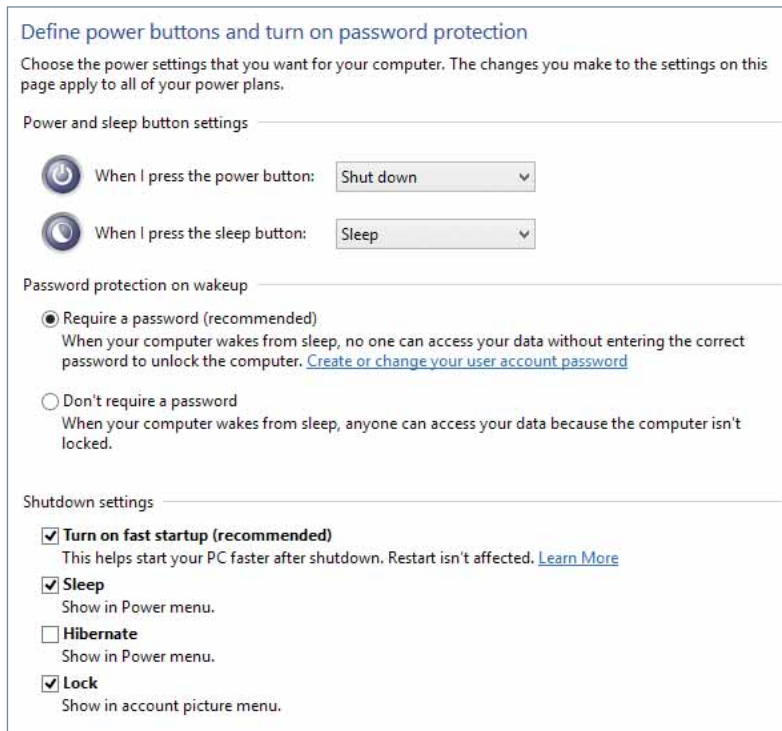 Define power buttons and turn on password protection
Choose the power settings that you want for your computer. The changes you make to the settings on this
page apply to all of your power plans.
Power and sleep button settings
When I press the power button: Shut down
When I press the sleep button: Sleep
Password protection on wakeup
Require a password (recommended)
When your computer wakes from sleep, no one can access your data without entering the correct
password to unlock the computer. Create or change your user account password
Don't require a password
When your computer wakes from sleep, anyone can access your data because the computer isn't
locked.
Shutdown settings
Turn on fast startup (recommended)
This helps start your PC faster after shutdown. Restart isn't affected. Learn More
Sleep
Show in Power menu.
Hibernate
Show in Power menu.
Lock
Show in account picture menu.